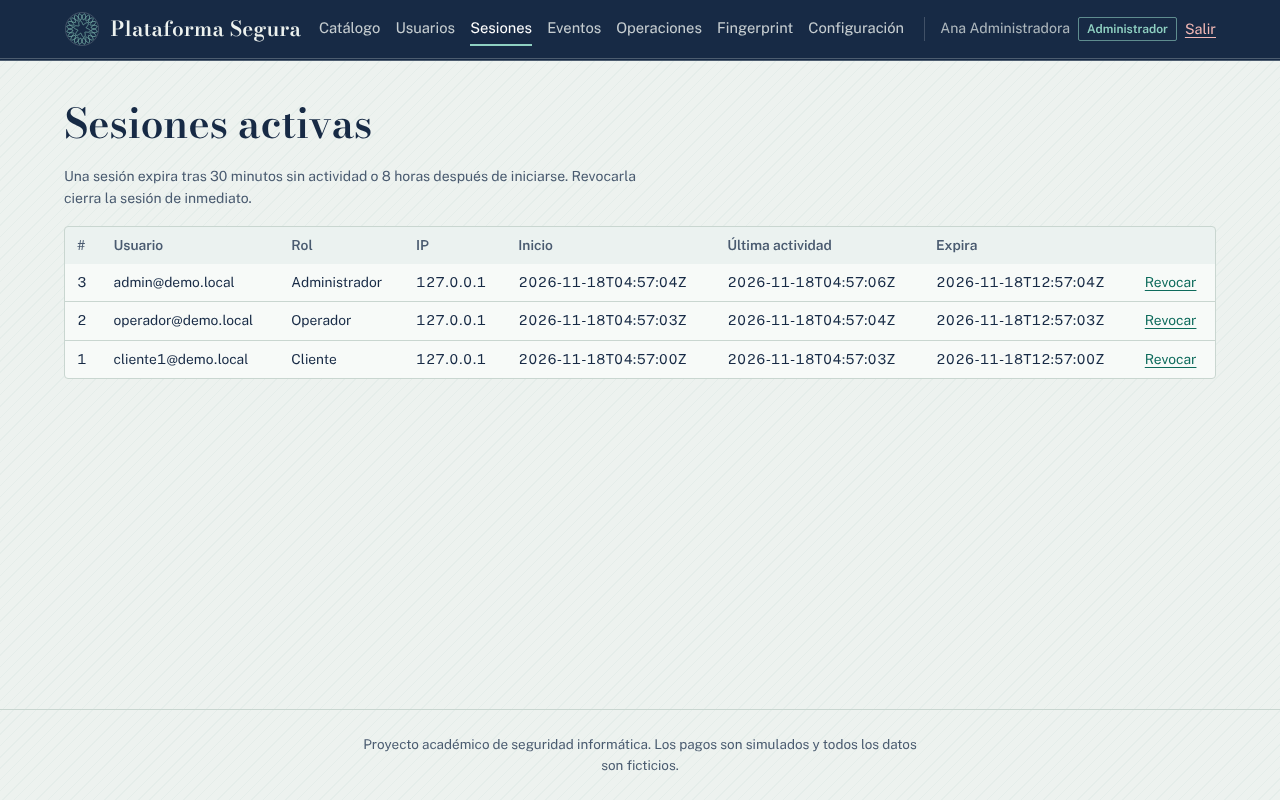 Plataforma Segura Catálogo Usuarios Sesiones Eventos Operaciones Fingerprint Configuración Ana Administradora Administrador Salir
Sesiones activas
Una sesión expira tras 30 minutos sin actividad o 8 horas después de iniciarse. Revocarla
cierra la sesión de inmediato.
# Usuario Rol IP Inicio Última actividad Expira
3 admin@demo.local Administrador 127.0.0.1 2026-11-18T04:57:04Z 2026-11-18T04:57:06Z 2026-11-18T12:57:04Z Revocar
2 operador@demo.local Operador 127.0.0.1 2026-11-18T04:57:03Z 2026-11-18T04:57:04Z 2026-11-18T12:57:03Z Revocar
1 cliente1@demo.local Cliente 127.0.0.1 2026-11-18T04:57:00Z 2026-11-18T04:57:03Z 2026-11-18T12:57:00Z Revocar
Proyecto académico de seguridad informática. Los pagos son simulados y todos los datos
son ficticios.